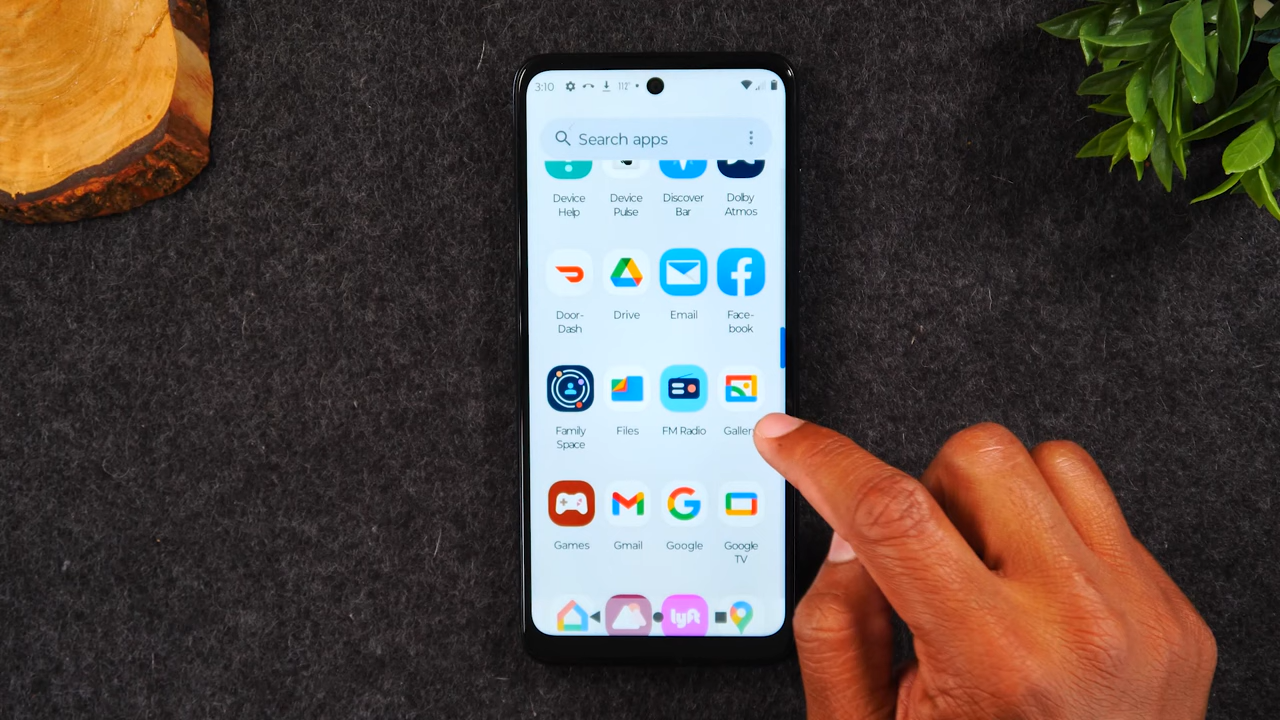 3:10
112°
Search apps
Device Help
Device Pulse
Discover Bar
Dolby Atmos
Door-
Dash
Drive
Email
Face-
book
Family
Space
Files
FM Radio
Games
Gmail
Google
Google
TV
lyft